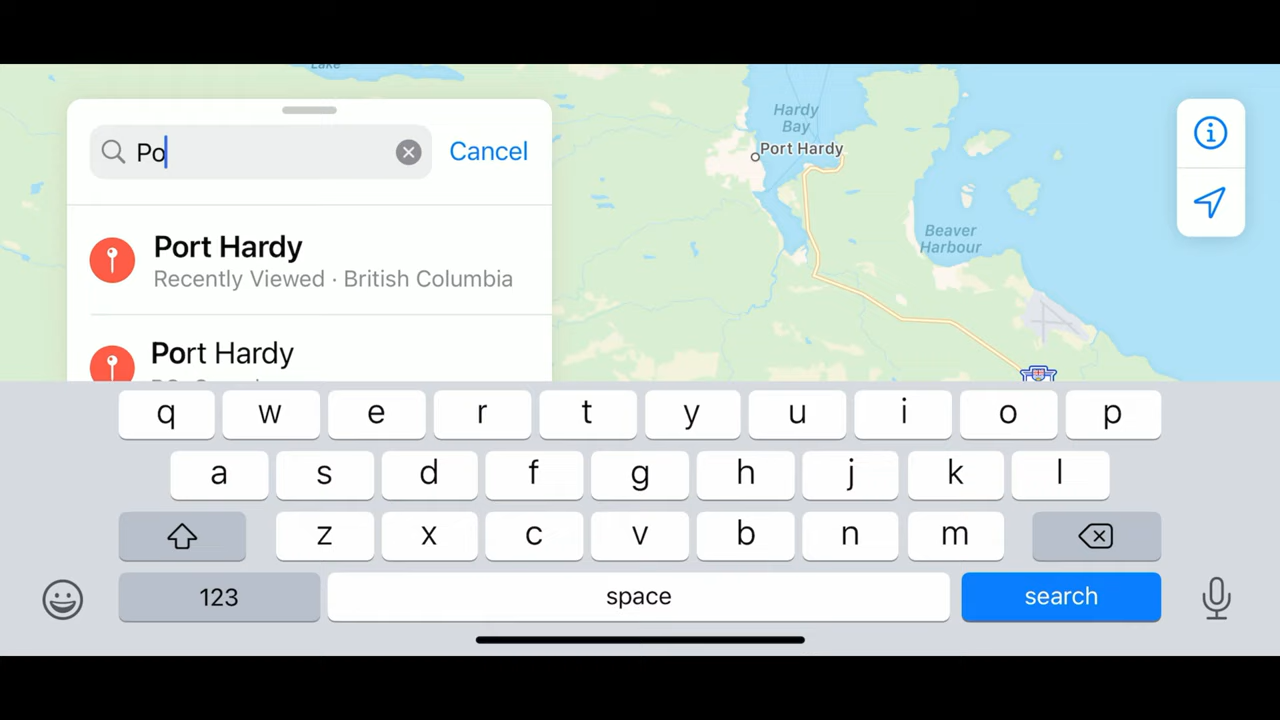 Lake
Po
Cancel
Port Hardy
Recently Viewed · British Columbia
Port Hardy
Hardy
Bay
Port Hardy
Beaver
Harbour
q w e r t y u i o p
a s d f g h j k l
z x c v b n m
123 space search